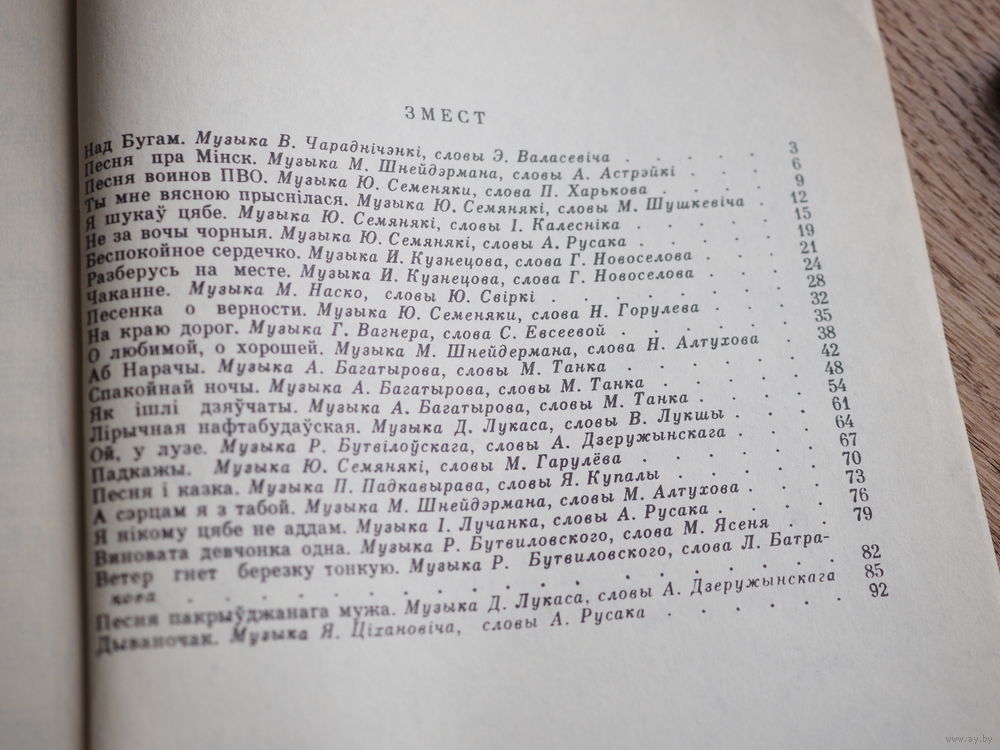 ЗМЕСТ
Над Бугам. Музыка В. Чараднічэнкі, словы Э. Валасевіча . . . . . 3
Песня пра Мінск. Музыка М. Шнейдэрмана, словы А. Астрэйкі . . . . 6
Песня воинов ПВО. Музыка Ю. Семеняки, слова П. Харькова . . . . 9
Ты мне вясною прыснілася. Музыка Ю. Семянякі, словы М. Шушкевіча . 12
Я шукаў цябе. Музыка Ю. Семянякі, словы І. Калесніка . . . . . 15
Не за вочы чорныя. Музыка Ю. Семянякі, словы А. Русака . . . . . 19
Беспокойное сердечко. Музыка И. Кузнецова, слова Г. Новоселова . . . 21
Разберусь на месте. Музыка И. Кузнецова, слова Г. Новоселова . . . 24
Чаканне. Музыка М. Наско, словы Ю. Свіркі . . . . . . . 28
Песенка о верности. Музыка Ю. Семеняки, слова Н. Горулева . . . 32
На краю дорог. Музыка Г. Вагнера, слова С. Евсеевой . . . . . 35
О любимой, о хорошей. Музыка М. Шнейдермана, слова Н. Алтухова . 38
Аб Нарачы. Музыка А. Багатырова, словы М. Танка . . . . . 42
Спакойнай ночы. Музыка А. Багатырова, словы М. Танка . . . . . 48
Як ішлі дзяўчаты. Музыка А. Багатырова, словы М. Танка . . . . 54
Лірычная нафтабудаўская. Музыка Д. Лукаса, словы В. Лукшы . . . 61
Ой, у лузе. Музыка Р. Бутвілоўскага, словы А. Дзеружынскага . . . 64
Падкажы. Музыка Ю. Семянякі, словы М. Гарулёва . . . . . 67
Песня і казка. Музыка П. Падкавырава, словы Я. Купалы . . . . . 70
А сэрцам я з табой. Музыка М. Шнейдэрмана, словы М. Алтухова . . . 73
Я нікому цябе не аддам. Музыка І. Лучанка, словы А. Русака . . . . 76
Виновата девчонка одна. Музыка Р. Бутвиловского, слова М. Ясеня . . 79
Ветер гнет березку тонкую. Музыка Р. Бутвиловского, слова Л. Батра-
кова . . . . . . . . . . . . . . 82
Песня пакрыўджанага мужа. Музыка Д. Лукаса, словы А. Дзеружынскага 85
Дываночак. Музыка Я. Ціхановіча, словы А. Русака . . . . . 92
www.ay.by